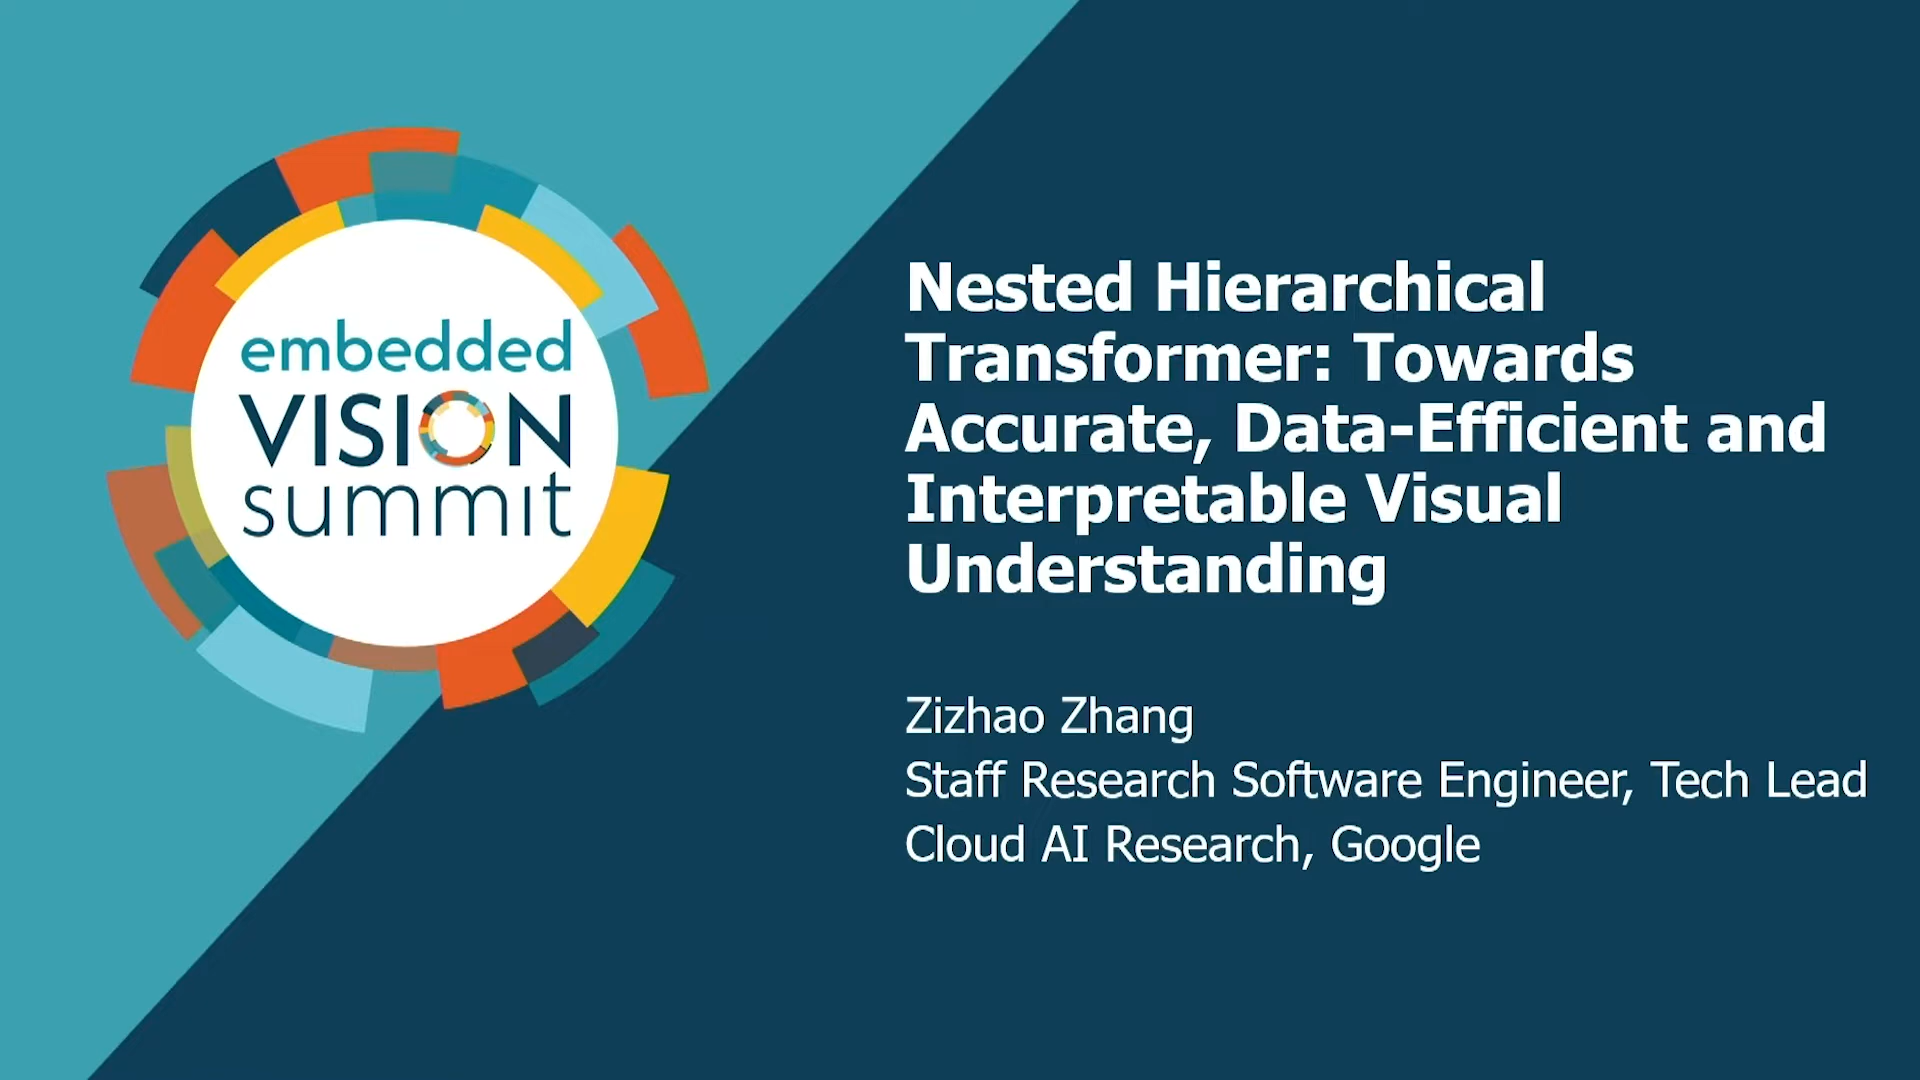 embedded
VISION
summit
Nested Hierarchical
Transformer: Towards
Accurate, Data-Efficient and
Interpretable Visual
Understanding
Zizhao Zhang
Staff Research Software Engineer, Tech Lead
Cloud AI Research, Google